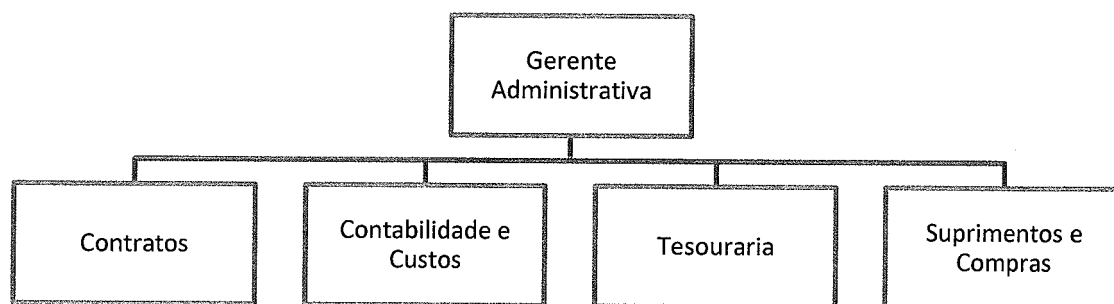 Gerente
Administrativa
Contratos
Contabilidade e
Custos
Tesouraria
Suprimentos e
Compras